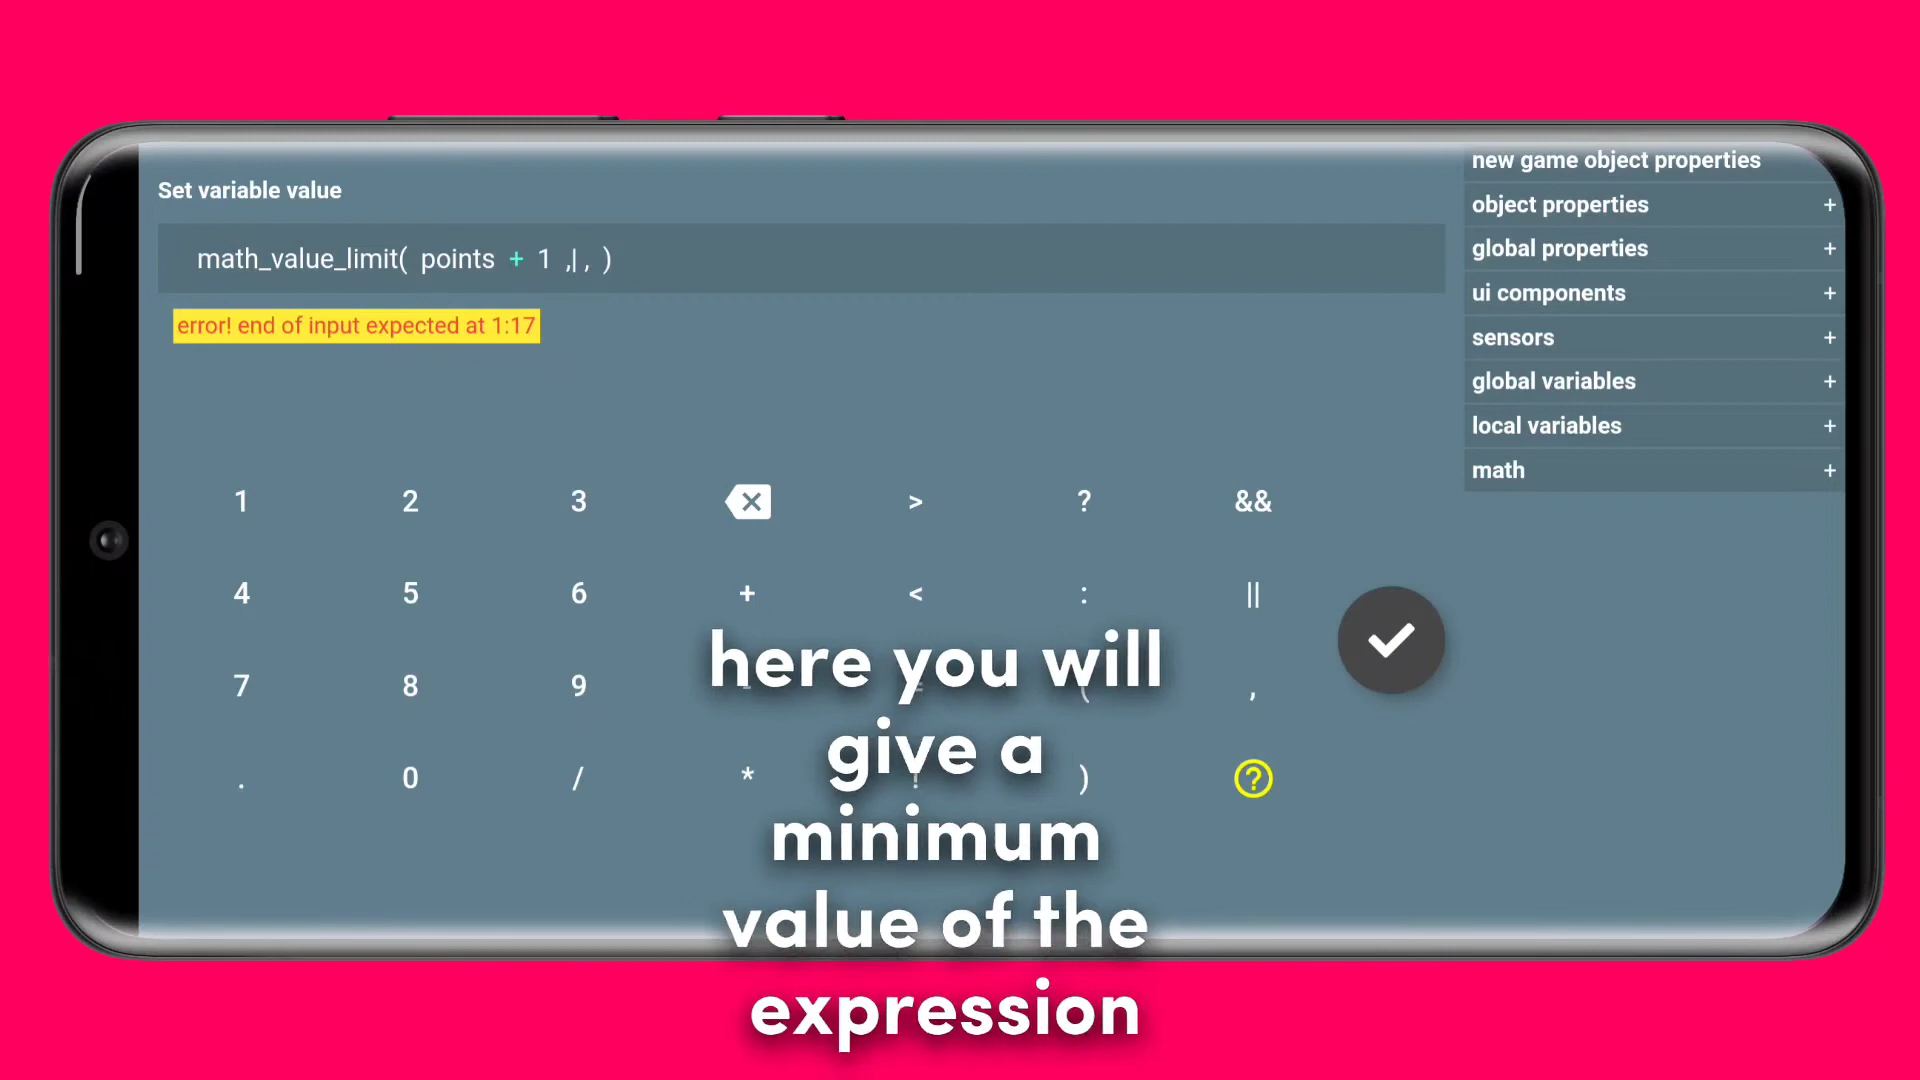 new game object properties
Set variable value
object properties +
math_value_limit( points + 1 ,| , )
global properties +
error! end of input expected at 1:17
ui components +
sensors +
global variables +
local variables +
math +
1 2 3 > ? &&
4 5 6 + < : ||
7 8 9 - = ( ,
. 0 / * ! ) ?
here you will
give a
minimum
value of the
expression